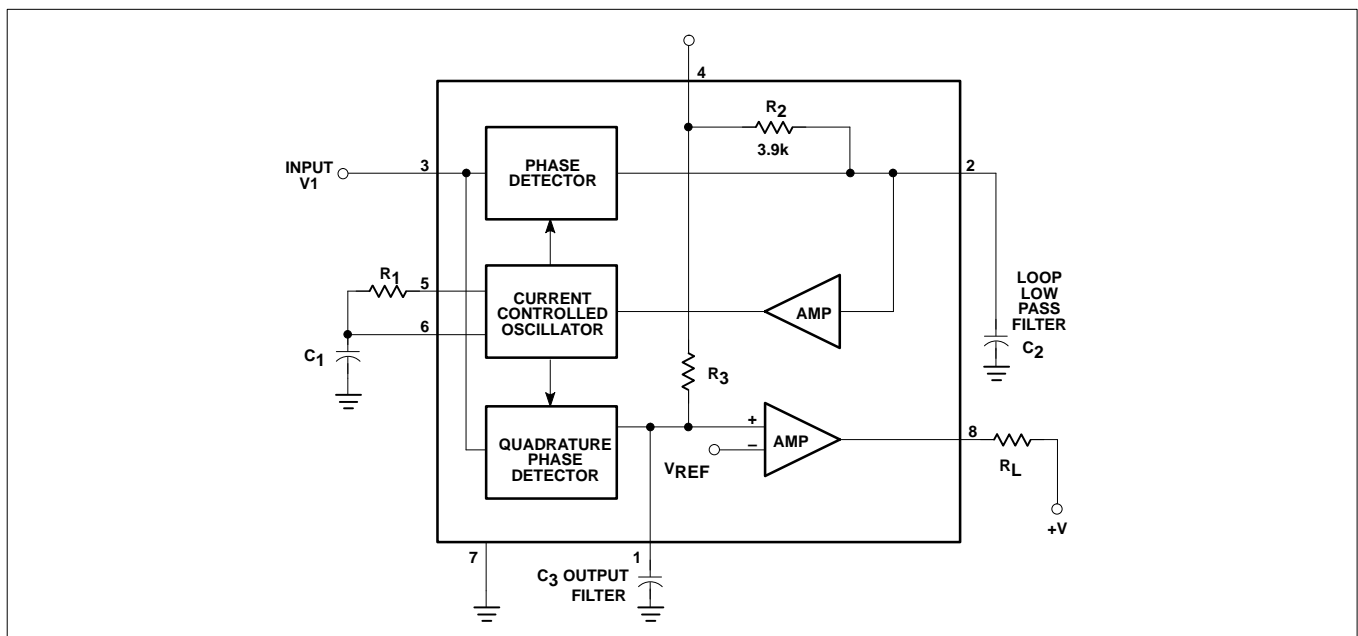 4
R2
3.9k
INPUT
V1
3
PHASE
DETECTOR
2
R1
5
CURRENT
CONTROLLED
OSCILLATOR
AMP
LOOP
LOW
PASS
FILTER
C2
6
C1
R3
QUADRATURE
PHASE
DETECTOR
+
–
AMP
VREF
8
RL
+V
7
1
C3 OUTPUT
FILTER